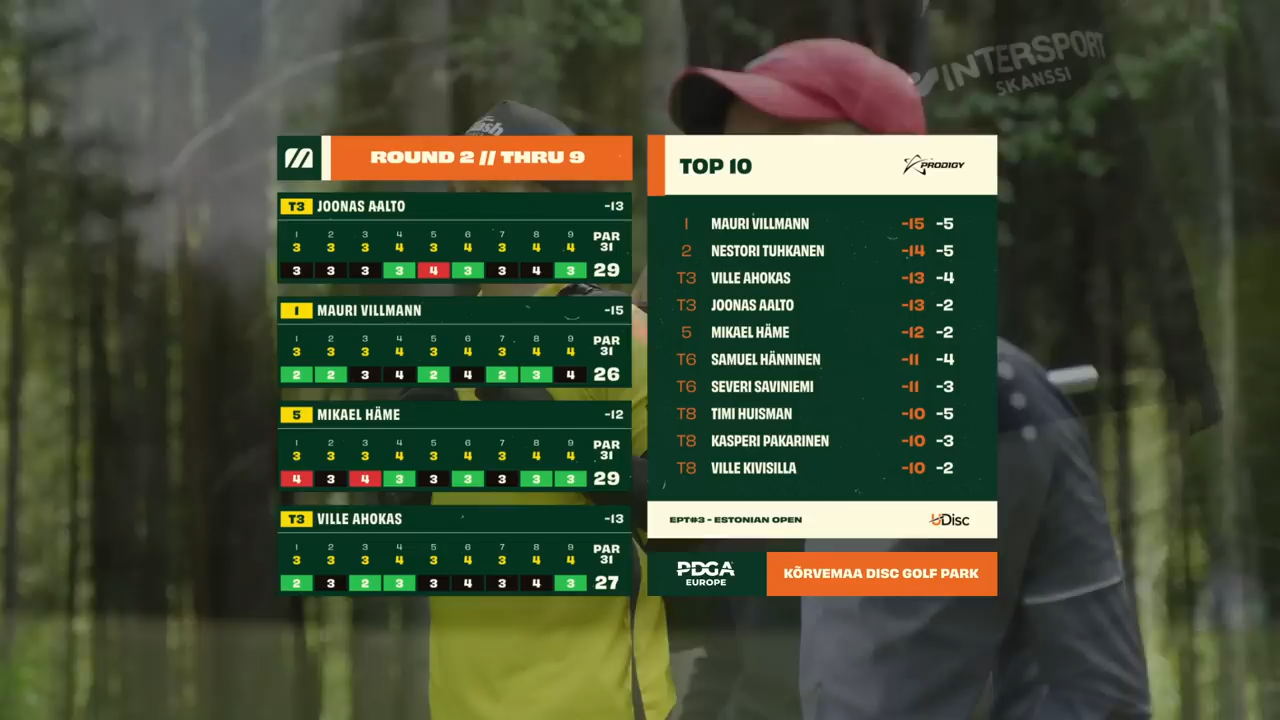 INTERSPORT
SKANSSI
ROUND 2 // THRU 9
T3 JOONAS AALTO -13
1 2 3 4 5 6 7 8 9 PAR
3 3 3 4 3 4 3 4 4 31
3 3 3 3 4 3 3 4 3 29
1 MAURI VILLMANN -15
1 2 3 4 5 6 7 8 9 PAR
3 3 3 4 3 4 3 4 4 31
2 2 3 4 2 4 2 3 4 26
5 MIKAEL HÄME -12
1 2 3 4 5 6 7 8 9 PAR
3 3 3 4 3 4 3 4 4 31
4 3 4 3 3 3 3 3 3 29
T3 VILLE AHOKAS -13
1 2 3 4 5 6 7 8 9 PAR
3 3 3 4 3 4 3 4 4 31
2 3 2 3 3 4 3 4 3 27
TOP 10 PRODIGY
1 MAURI VILLMANN -15 -5
2 NESTORI TUHKANEN -14 -5
T3 VILLE AHOKAS -13 -4
T3 JOONAS AALTO -13 -2
5 MIKAEL HÄME -12 -2
T6 SAMUEL HÄNNINEN -11 -4
T6 SEVERI SAVINIEMI -11 -3
T8 TIMI HUISMAN -10 -5
T8 KASPERI PAKARINEN -10 -3
T8 VILLE KIVISILLA -10 -2
EPT#3 - ESTONIAN OPEN UDisc
PDGA
EUROPE
KÕRVEMAA DISC GOLF PARK